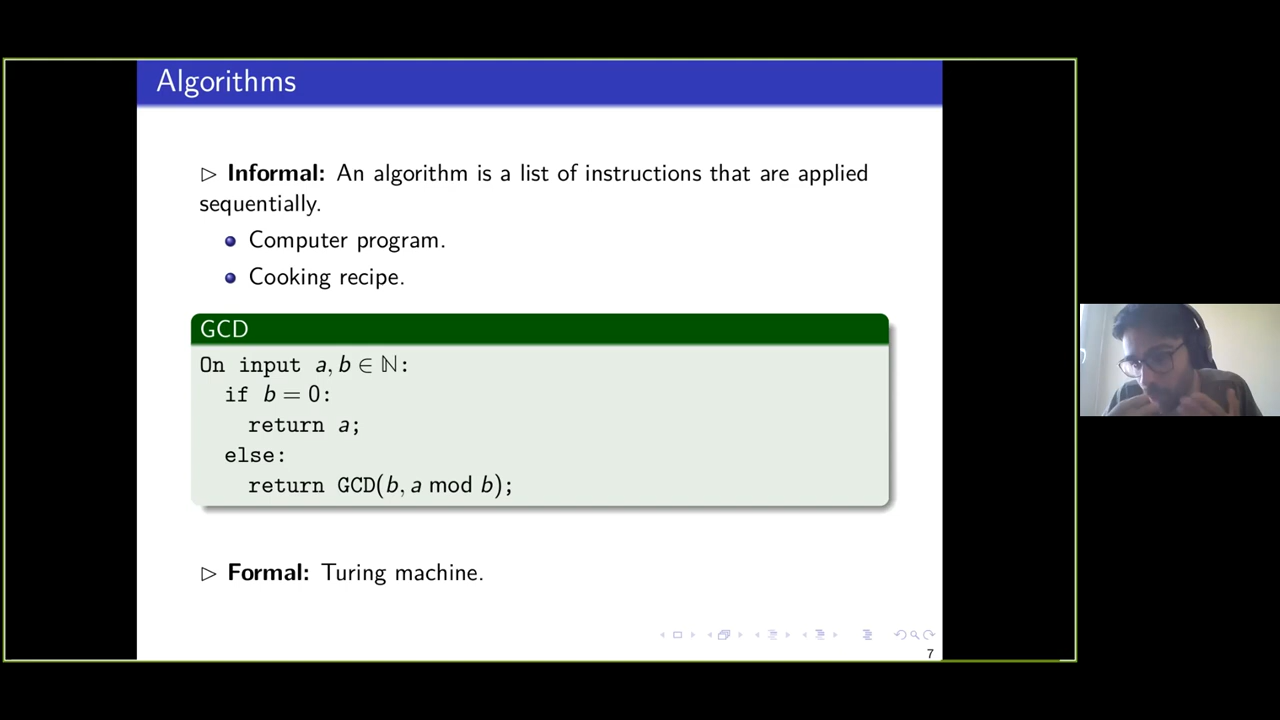 Algorithms
▷ Informal: An algorithm is a list of instructions that are applied
sequentially.
Computer program.
Cooking recipe.
GCD
On input a, b ∈ ℕ:
if b = 0:
return a;
else:
return GCD(b, a mod b);
▷ Formal: Turing machine.
7